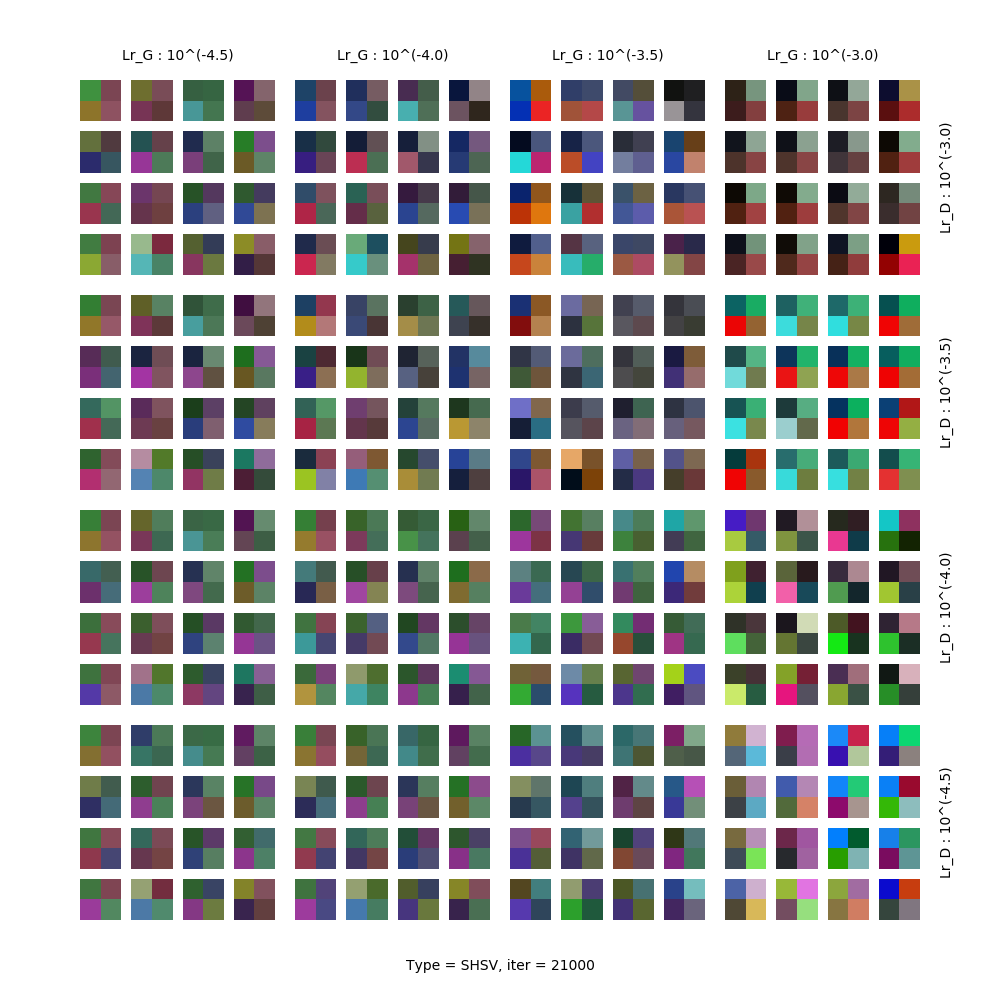 Lr_G : 10^(-4.5)
Lr_G : 10^(-4.0)
Lr_G : 10^(-3.5)
Lr_G : 10^(-3.0)
Lr_D : 10^(-3.0)
Lr_D : 10^(-3.5)
Lr_D : 10^(-4.0)
Lr_D : 10^(-4.5)
Type = SHSV, iter = 21000